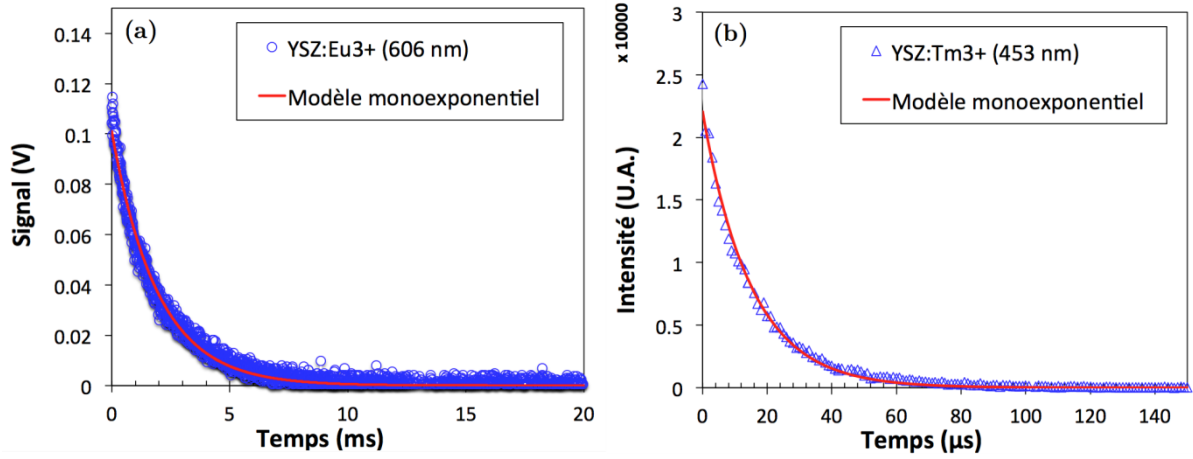 (a)
YSZ:Eu3+ (606 nm)
Modèle monoexponentiel
Signal (V)
0.14
0.12
0.1
0.08
0.06
0.04
0.02
0
0 5 10 15 20
Temps (ms)
(b)
YSZ:Tm3+ (453 nm)
Modèle monoexponentiel
x 10000
Intensité (U.A.)
3
2.5
2
1.5
1
0.5
0
0 20 40 60 80 100 120 140
Temps (µs)